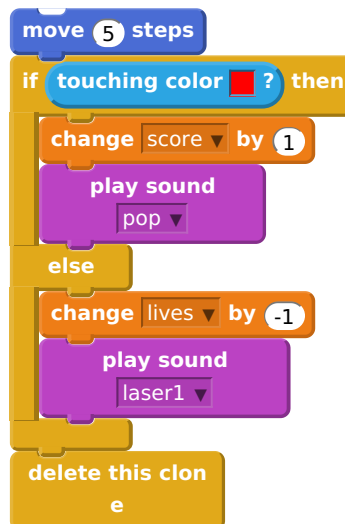 move 5 steps
if touching color ? then
change score ▾ by 1
play sound
pop ▾
else
change lives ▾ by -1
play sound
laser1 ▾
delete this clon
e